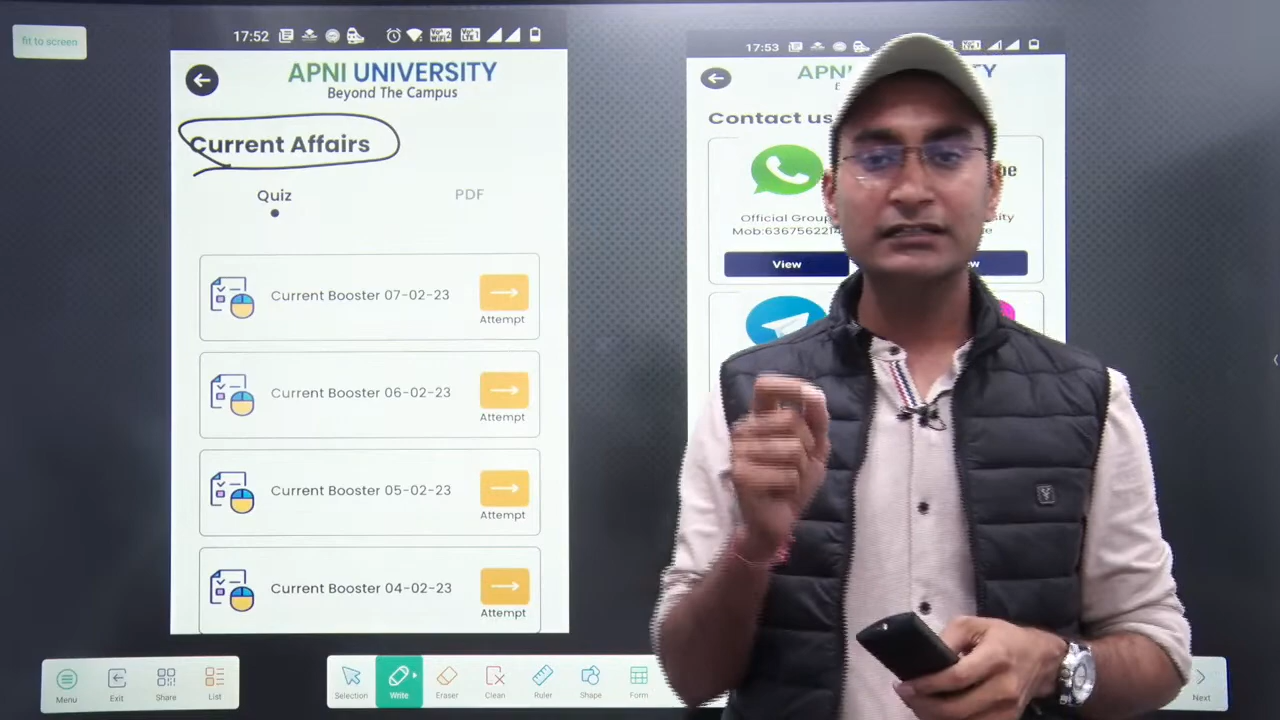 fit to screen
17:52
APNI UNIVERSITY
Beyond The Campus
Current Affairs
Quiz
PDF
Current Booster 07-02-23
Attempt
Current Booster 06-02-23
Attempt
Current Booster 05-02-23
Attempt
Current Booster 04-02-23
Attempt
17:53
Contact us
Official Group
View
Menu
Exit
Share
List
Selection
Write
Eraser
Clean
Ruler
Shape
Form
Next